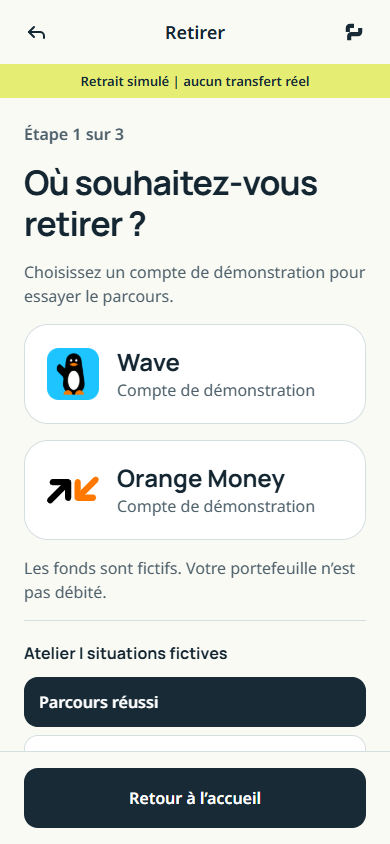 Retirer
Retrait simulé | aucun transfert réel
Étape 1 sur 3
Où souhaitez-vous
retirer ?
Choisissez un compte de démonstration pour
essayer le parcours.
Wave
Compte de démonstration
Orange Money
Compte de démonstration
Les fonds sont fictifs. Votre portefeuille n’est
pas débité.
Atelier | situations fictives
Parcours réussi
Retour à l’accueil